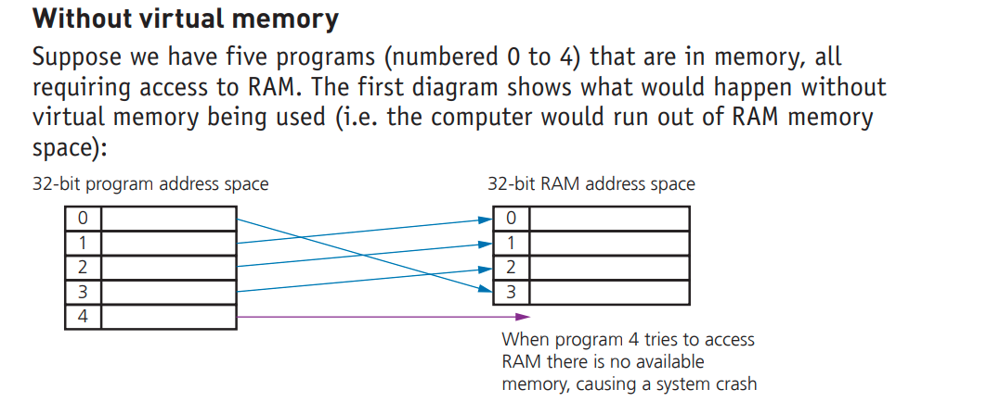 Without virtual memory
Suppose we have five programs (numbered 0 to 4) that are in memory, all
requiring access to RAM. The first diagram shows what would happen without
virtual memory being used (i.e. the computer would run out of RAM memory
space):
32-bit program address space
0
1
2
3
4
32-bit RAM address space
0
1
2
3
When program 4 tries to access
RAM there is no available
memory, causing a system crash